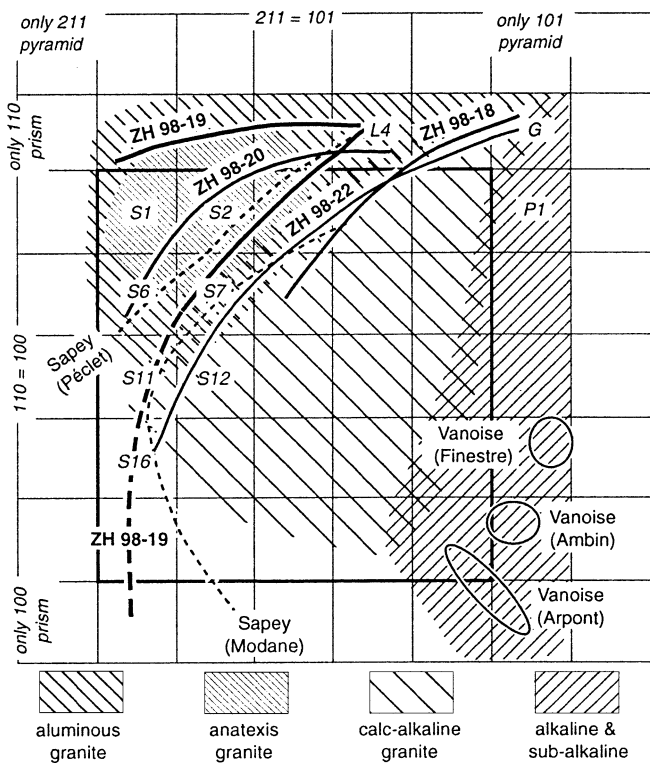 only 211
pyramid
211 = 101
only 101
pyramid
only 110
prism
ZH 98-19
L4
ZH 98-18
G
ZH 98-20
S1
S2
ZH 98-22
P1
S6
S7
Sapey
(Péclet)
110 = 100
S11
S12
Vanoise
(Finestre)
S16
ZH 98-19
Vanoise
(Ambin)
only 100
prism
Vanoise
(Arpont)
Sapey
(Modane)
aluminous
granite
anatexis
granite
calc-alkaline
granite
alkaline &
sub-alkaline